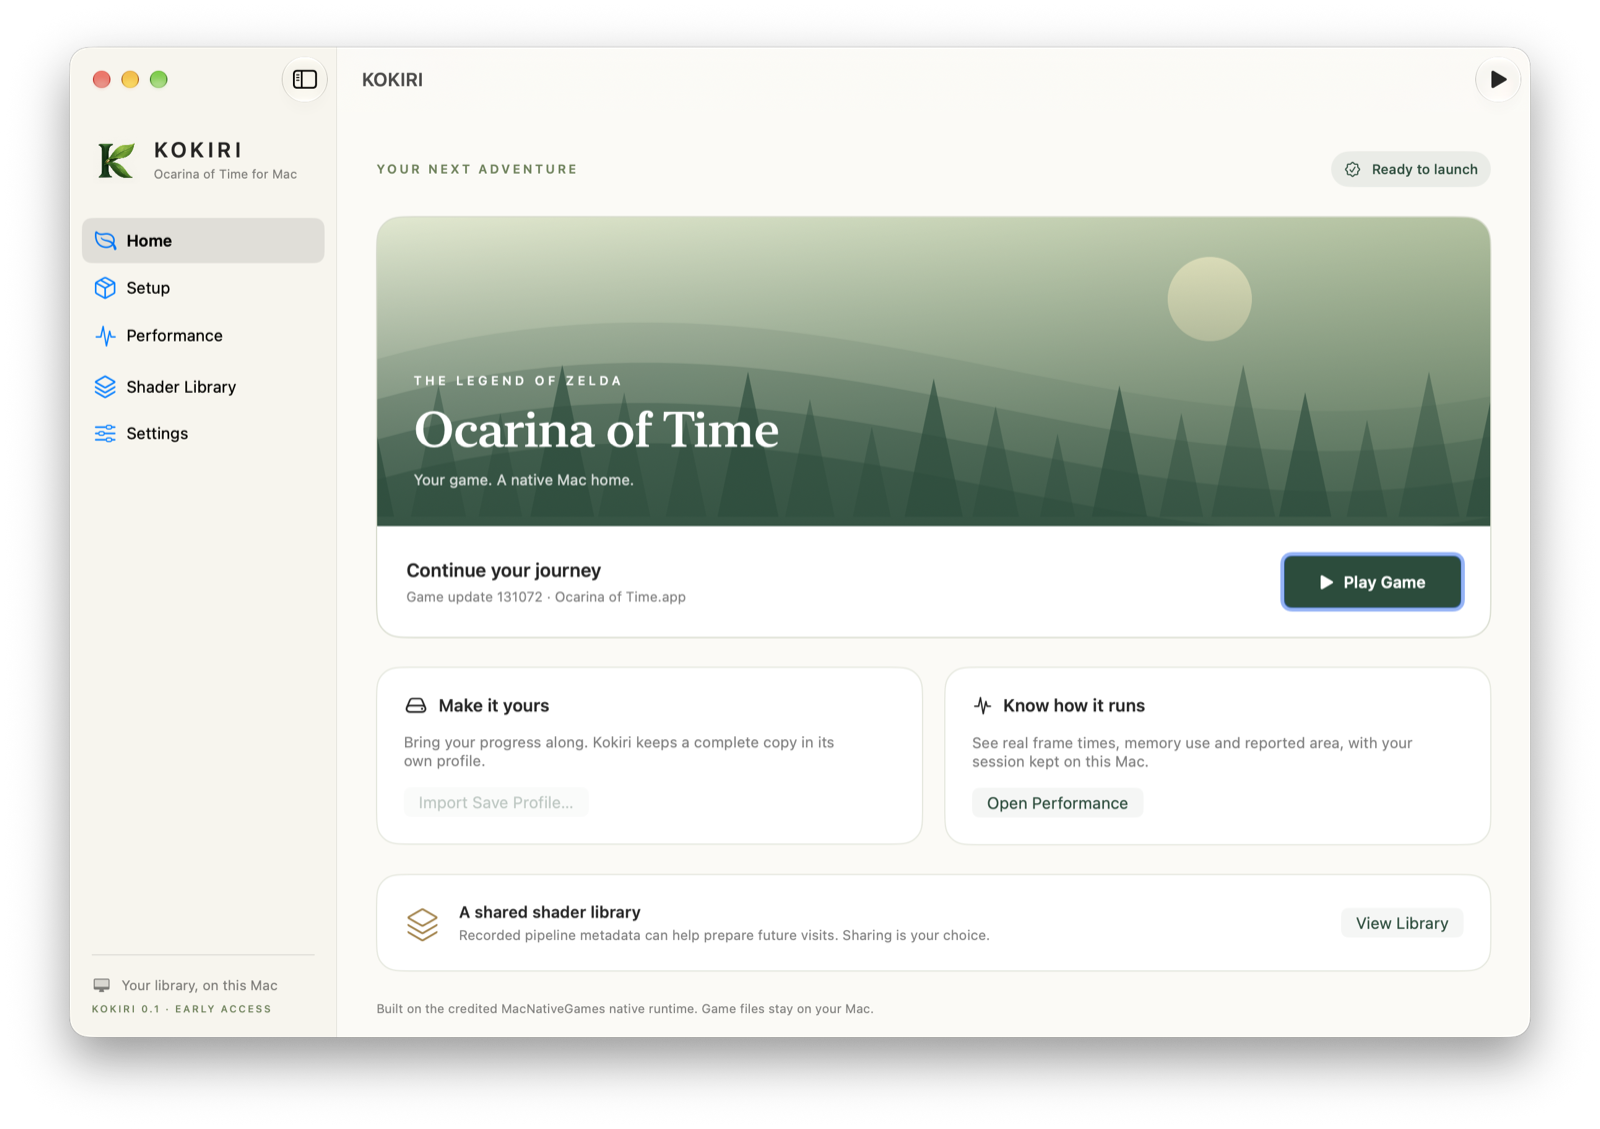 KOKIRI
KOKIRI
Ocarina of Time for Mac
Home
Setup
Performance
Shader Library
Settings
Your library, on this Mac
KOKIRI 0.1 · EARLY ACCESS
YOUR NEXT ADVENTURE
Ready to launch
THE LEGEND OF ZELDA
Ocarina of Time
Your game. A native Mac home.
Continue your journey
Game update 131072 · Ocarina of Time.app
Play Game
Make it yours
Bring your progress along. Kokiri keeps a complete copy in its
own profile.
Import Save Profile...
Know how it runs
See real frame times, memory use and reported area, with your
session kept on this Mac.
Open Performance
A shared shader library
Recorded pipeline metadata can help prepare future visits. Sharing is your choice.
View Library
Built on the credited MacNativeGames native runtime. Game files stay on your Mac.